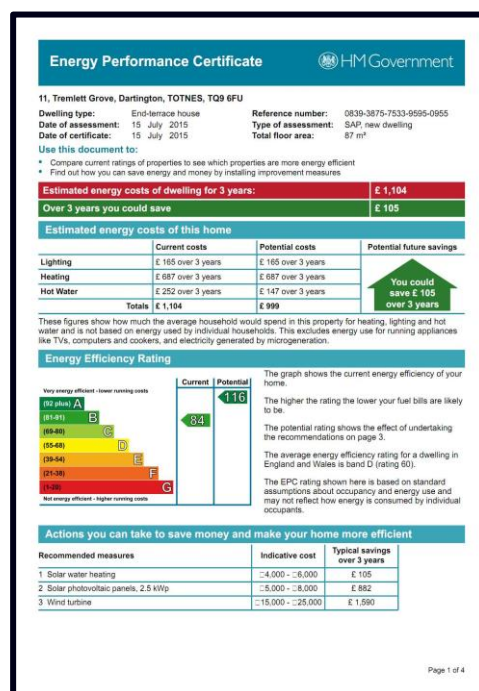 Energy Performance Certificate
HM Government
11, Tremlett Grove, Dartington, TOTNES, TQ9 6FU
Dwelling type: End-terrace house Reference number: 0839-3875-7533-9595-0955
Date of assessment: 15 July 2015 Type of assessment: SAP, new dwelling
Date of certificate: 15 July 2015 Total floor area: 87 m²
Use this document to:
• Compare current ratings of properties to see which properties are more energy efficient
• Find out how you can save energy and money by installing improvement measures
Estimated energy costs of dwelling for 3 years: £ 1,104
Over 3 years you could save £ 105
Estimated energy costs of this home
Current costs Potential costs Potential future savings
Lighting £ 165 over 3 years £ 165 over 3 years
Heating £ 687 over 3 years £ 687 over 3 years
Hot Water £ 252 over 3 years £ 147 over 3 years
Totals £ 1,104 £ 999
You could
save £ 105
over 3 years
These figures show how much the average household would spend in this property for heating, lighting and hot
water and is not based on energy used by individual households. This excludes energy use for running appliances
like TVs, computers and cookers, and electricity generated by microgeneration.
Energy Efficiency Rating
Current Potential
Very energy efficient - lower running costs
(92 plus) A
(81-91) B
(69-80) C
(55-68) D
(39-54) E
(21-38) F
(1-20) G
Not energy efficient - higher running costs
84
116
The graph shows the current energy efficiency of your
home.
The higher the rating the lower your fuel bills are likely
to be.
The potential rating shows the effect of undertaking
the recommendations on page 3.
The average energy efficiency rating for a dwelling in
England and Wales is band D (rating 60).
The EPC rating shown here is based on standard
assumptions about occupancy and energy use and
may not reflect how energy is consumed by individual
occupants.
Actions you can take to save money and make your home more efficient
Recommended measures Indicative cost Typical savings
over 3 years
1 Solar water heating □4,000 - □6,000 £ 105
2 Solar photovoltaic panels, 2.5 kWp □5,000 - □8,000 £ 882
3 Wind turbine □15,000 - □25,000 £ 1,590
Page 1 of 4